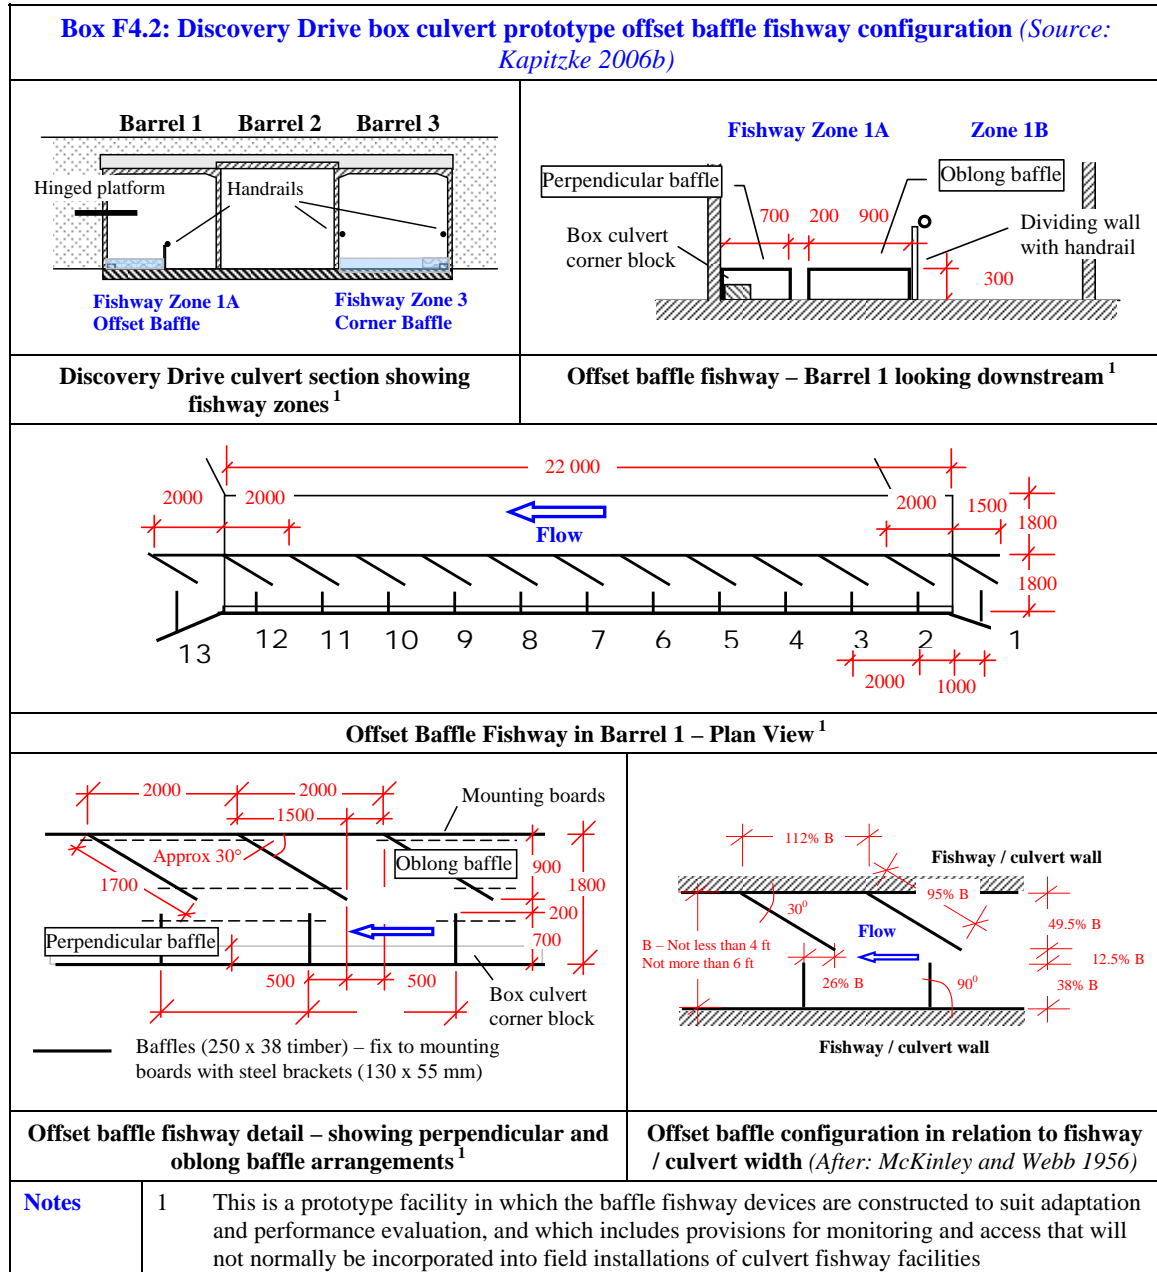 Box F4.2: Discovery Drive box culvert prototype offset baffle fishway configuration (Source:
Kapitzke 2006b)
Barrel 1 Barrel 2 Barrel 3
Hinged platform
Handrails
Fishway Zone 1A
Offset Baffle
Fishway Zone 3
Corner Baffle
Fishway Zone 1A
Zone 1B
Perpendicular baffle
Oblong baffle
700
200
900
Box culvert
corner block
Dividing wall
with handrail
300
Discovery Drive culvert section showing
fishway zones 1
Offset baffle fishway – Barrel 1 looking downstream 1
22 000
2000
2000
2000
1500
1800
Flow
1800
13
12
11
10
9
8
7
6
5
4
3
2
1
2000
1000
Offset Baffle Fishway in Barrel 1 – Plan View 1
2000
2000
1500
Mounting boards
Approx 30°
Oblong baffle
900
1800
1700
200
Perpendicular baffle
700
500
500
Box culvert
corner block
Baffles (250 x 38 timber) – fix to mounting
boards with steel brackets (130 x 55 mm)
112% B
Fishway / culvert wall
95% B
30⁰
49.5% B
B – Not less than 4 ft
Not more than 6 ft
Flow
12.5% B
26% B
90⁰
38% B
Fishway / culvert wall
Offset baffle fishway detail – showing perpendicular and
oblong baffle arrangements 1
Offset baffle configuration in relation to fishway
/ culvert width (After: McKinley and Webb 1956)
Notes
1 This is a prototype facility in which the baffle fishway devices are constructed to suit adaptation
and performance evaluation, and which includes provisions for monitoring and access that will
not normally be incorporated into field installations of culvert fishway facilities